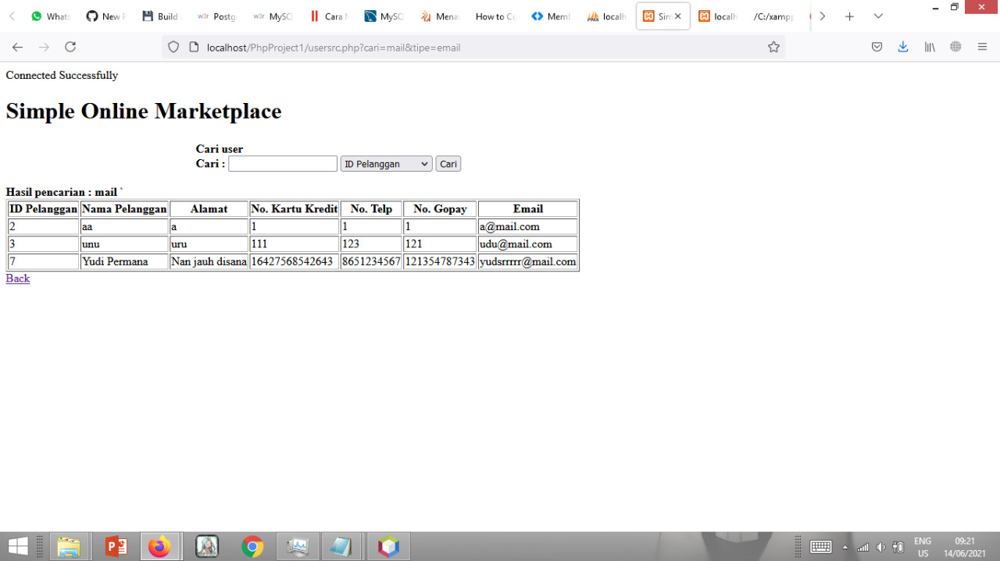 Whats
New P
Build
Postg
MySQ
Cara M
MySQ
Mena
How to Co
Memb
localh
Sim
localh
/C:/xampp
localhost/PhpProject1/usersrc.php?cari=mail&tipe=email
Connected Successfully
Simple Online Marketplace
Cari user
Cari : ID Pelanggan Cari
Hasil pencarian : mail `
ID Pelanggan Nama Pelanggan Alamat No. Kartu Kredit No. Telp No. Gopay Email
2 aa a 1 1 1 a@mail.com
3 unu uru 111 123 121 udu@mail.com
7 Yudi Permana Nan jauh disana 16427568542643 8651234567 121354787343 yudsrrrrr@mail.com
Back
ENG 09:21
US 14/06/2021